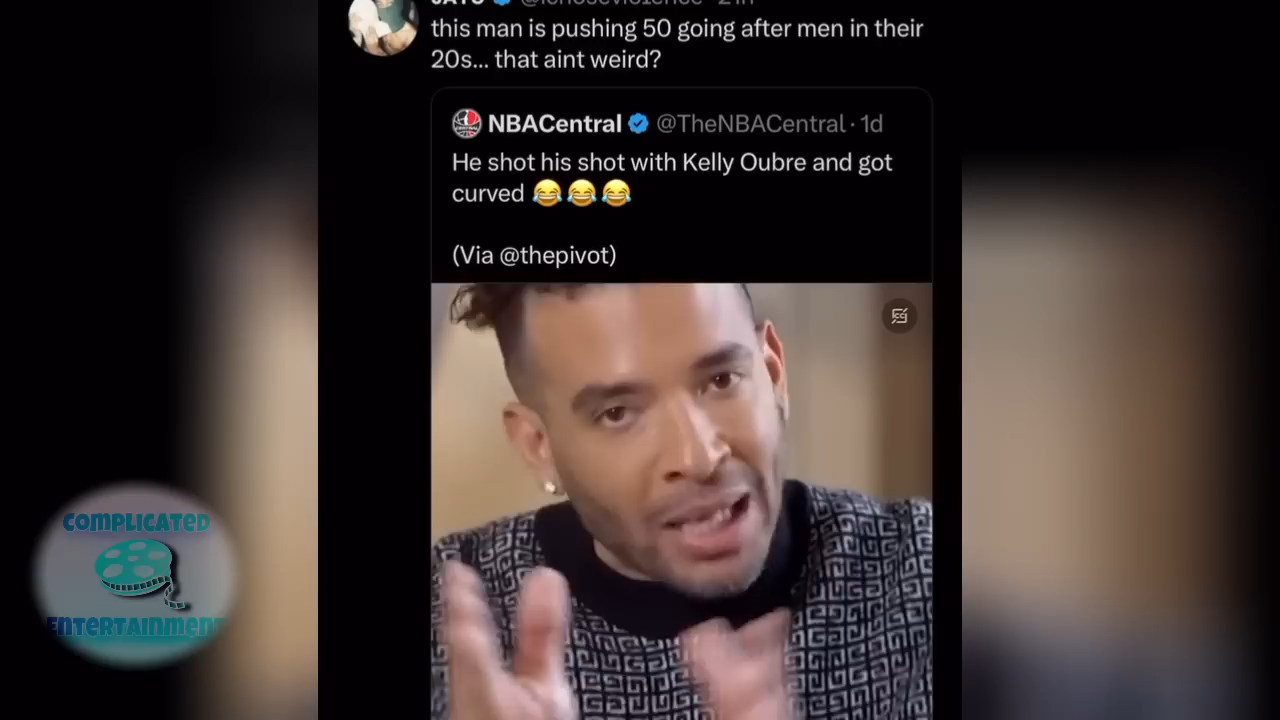 this man is pushing 50 going after men in their
20s... that aint weird?
NBACentral @TheNBACentral · 1d
He shot his shot with Kelly Oubre and got
curved 😂😂😂
(Via @thepivot)
COMPLICATED
ENTERTAINMENT